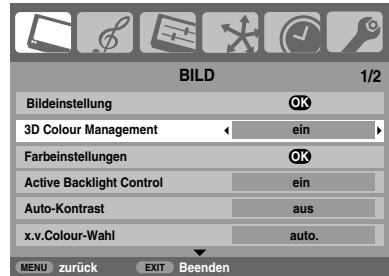 BILD 1/2
Bildeinstellung OK
3D Colour Management ein
Farbeinstellungen OK
Active Backlight Control ein
Auto-Kontrast aus
x.v.Colour-Wahl auto.
MENU zurück EXIT Beenden